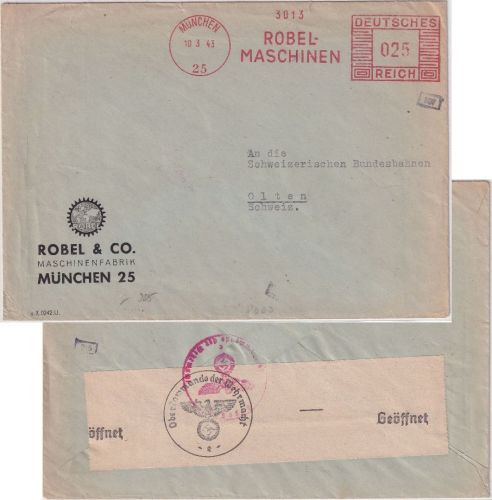 MÜNCHEN
10 3 43
25
3013
ROBEL-
MASCHINEN
DEUTSCHES
025
REICH
An die
Schweizerischen Bundesbahnen
Olten
Schweiz.
ROBEL & CO.
MASCHINENFABRIK
MÜNCHEN 25
Geöffnet
Oberkommando der Wehrmacht
e
Geöffnet